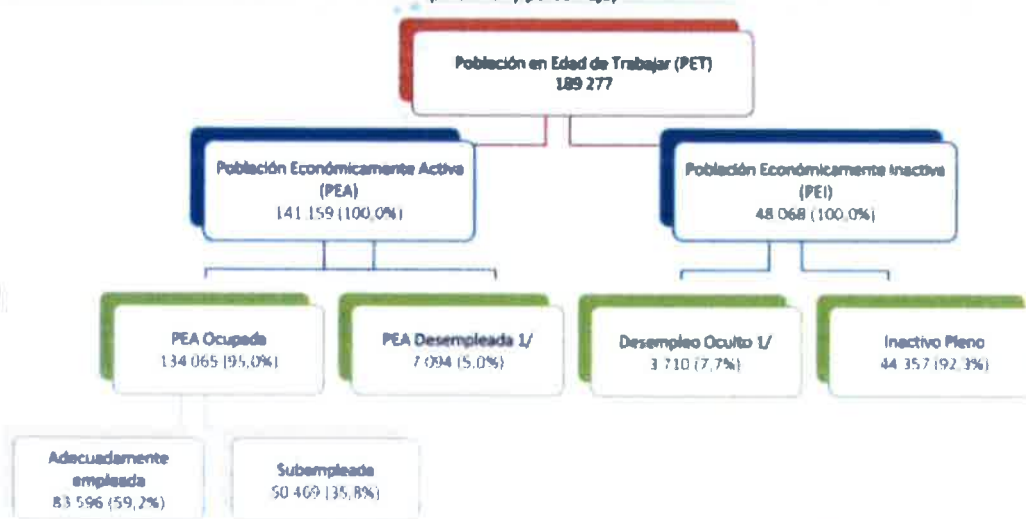 Población en Edad de Trabajar (PET)
189 277
Población Económicamente Activa
(PEA)
141 159 (100,0%)
Población Económicamente Inactiva
(PEI)
48 068 (100,0%)
PEA Ocupada
134 065 (95,0%)
PEA Desempleada 1/
7 094 (5,0%)
Desempleo Oculto 1/
3 710 (7,7%)
Inactivo Pleno
44 357 (92,3%)
Adecuadamente
empleada
83 596 (59,2%)
Subempleada
50 469 (35,8%)